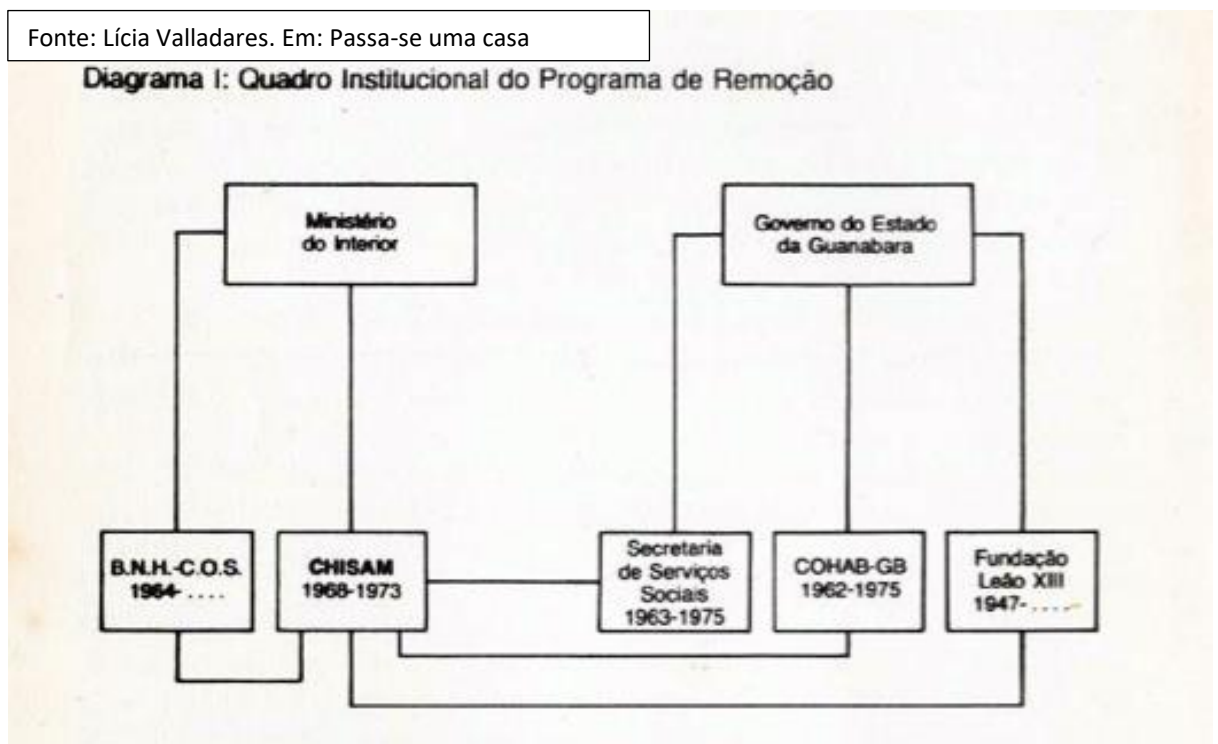 Fonte: Lícia Valladares. Em: Passa-se uma casa
Diagrama I: Quadro Institucional do Programa de Remoção
Ministério
do Interior
Governo do Estado
da Guanabara
B.N.H.-C.O.S.
1964- ....
CHISAM
1968-1973
Secretaria
de Serviços
Sociais
1963-1975
COHAB-GB
1962-1975
Fundação
Leão XIII
1947- ....